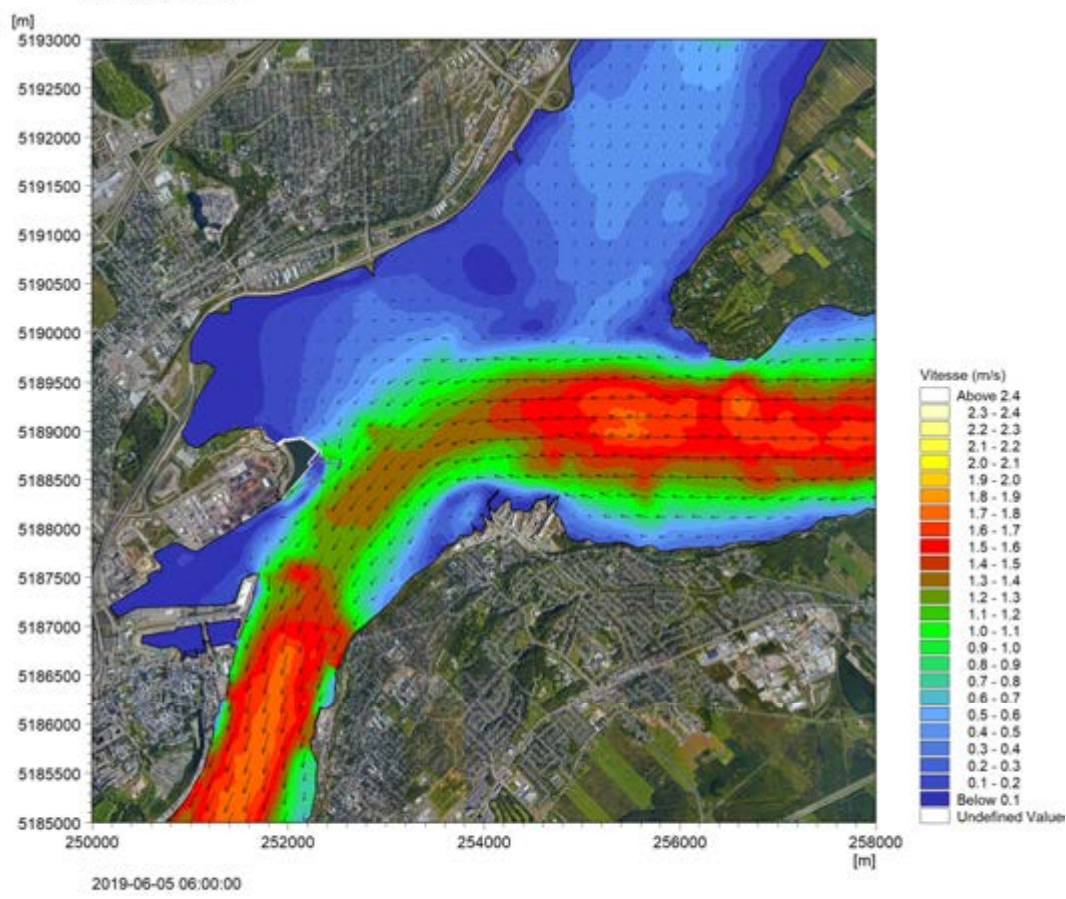 [m]
5193000
5192500
5192000
5191500
5191000
5190500
5190000
5189500
5189000
5188500
5188000
5187500
5187000
5186500
5186000
5185500
5185000
250000 252000 254000 256000 258000
[m]
2019-06-05 06:00:00
Vitesse (m/s)
Above 2.4
2.3 - 2.4
2.2 - 2.3
2.1 - 2.2
2.0 - 2.1
1.9 - 2.0
1.8 - 1.9
1.7 - 1.8
1.6 - 1.7
1.5 - 1.6
1.4 - 1.5
1.3 - 1.4
1.2 - 1.3
1.1 - 1.2
1.0 - 1.1
0.9 - 1.0
0.8 - 0.9
0.7 - 0.8
0.6 - 0.7
0.5 - 0.6
0.4 - 0.5
0.3 - 0.4
0.2 - 0.3
0.1 - 0.2
Below 0.1
Undefined Value